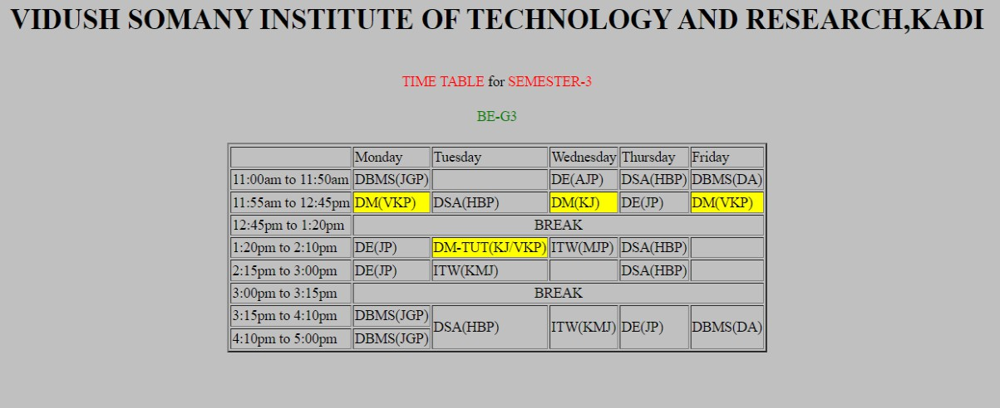 VIDUSH SOMANY INSTITUTE OF TECHNOLOGY AND RESEARCH,KADI
TIME TABLE for SEMESTER-3
BE-G3
Monday Tuesday Wednesday Thursday Friday
11:00am to 11:50am DBMS(JGP) DE(AJP) DSA(HBP) DBMS(DA)
11:55am to 12:45pm DM(VKP) DSA(HBP) DM(KJ) DE(JP) DM(VKP)
12:45pm to 1:20pm BREAK
1:20pm to 2:10pm DE(JP) DM-TUT(KJ/VKP) ITW(MJP) DSA(HBP)
2:15pm to 3:00pm DE(JP) ITW(KMJ) DSA(HBP)
3:00pm to 3:15pm BREAK
3:15pm to 4:10pm DBMS(JGP) DSA(HBP) ITW(KMJ) DE(JP) DBMS(DA)
4:10pm to 5:00pm DBMS(JGP)